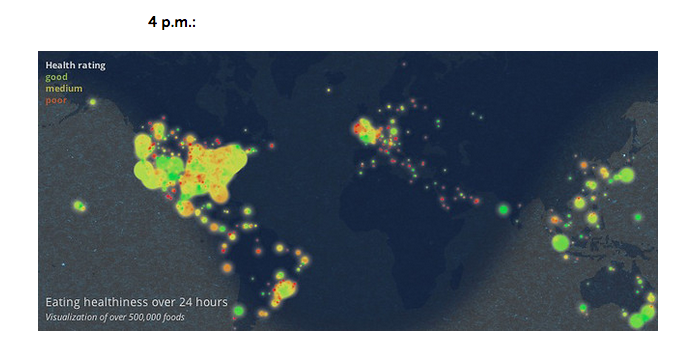 4 p.m.:
Health rating
good
medium
poor
Eating healthiness over 24 hours
Visualization of over 500,000 foods